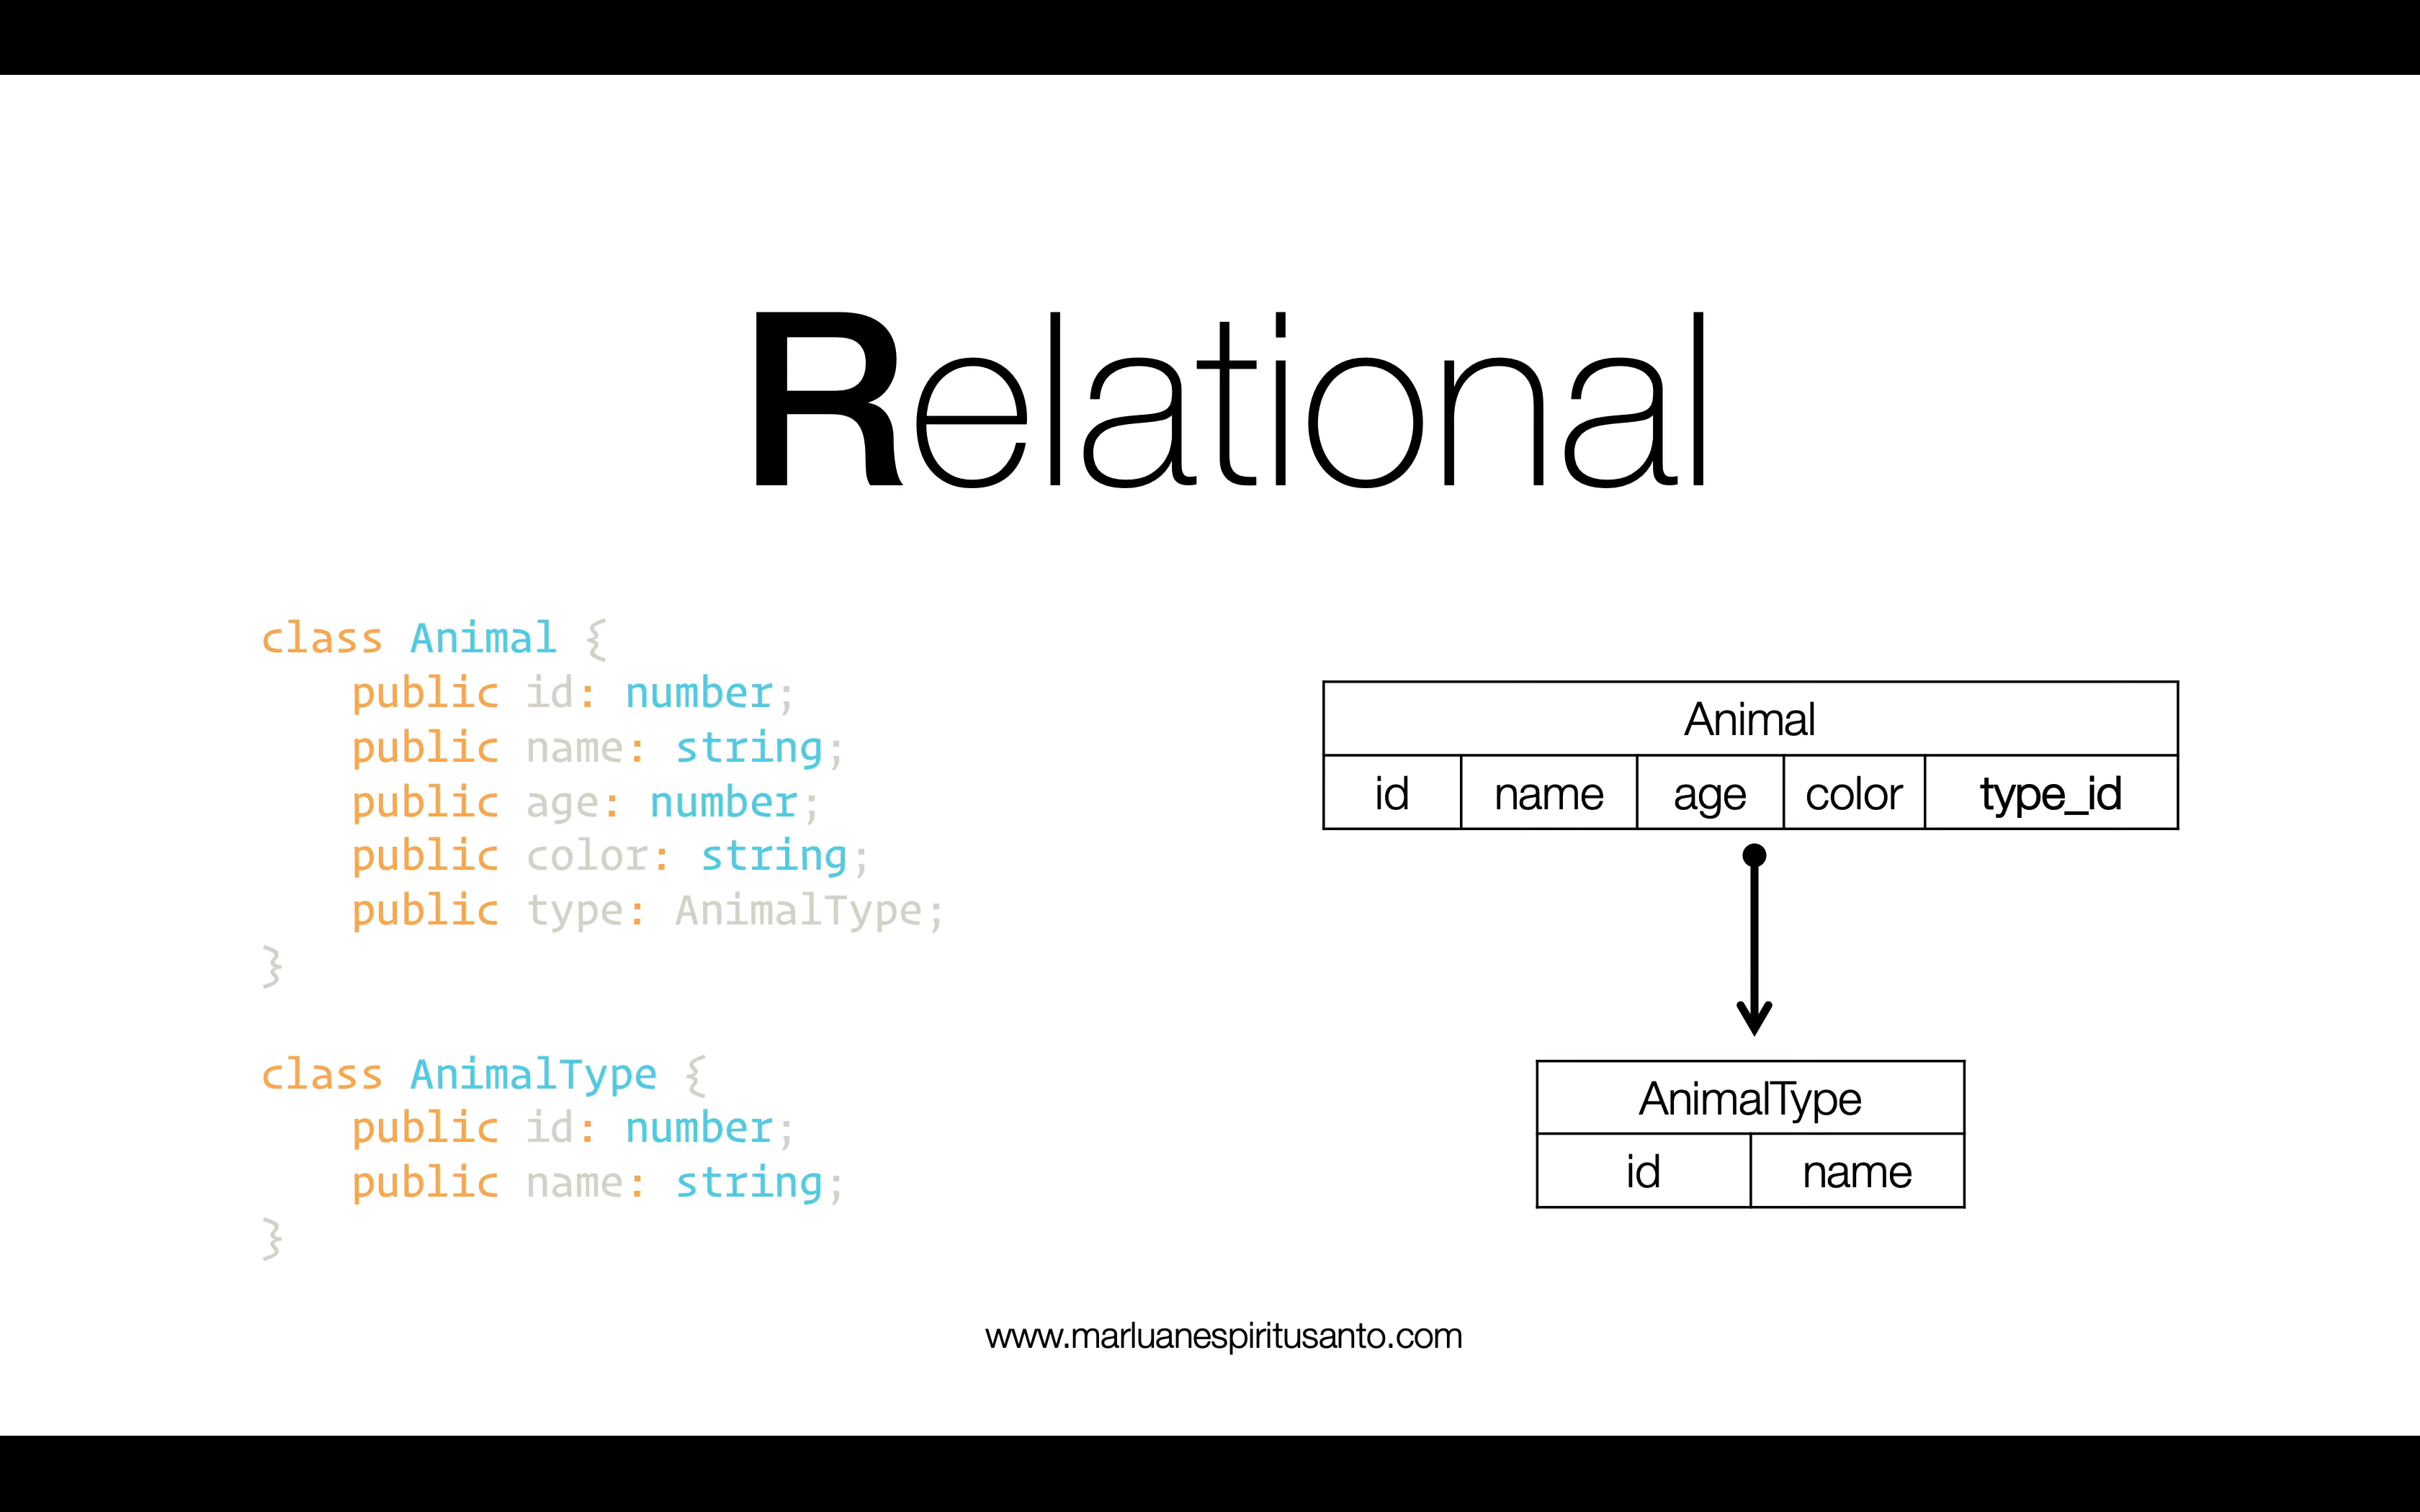 Relational
class Animal {
public id: number;
public name: string;
public age: number;
public color: string;
public type: AnimalType;
}
class AnimalType {
public id: number;
public name: string;
}
Animal
id name age color type_id
AnimalType
id name
www.marluanespiritusanto.com